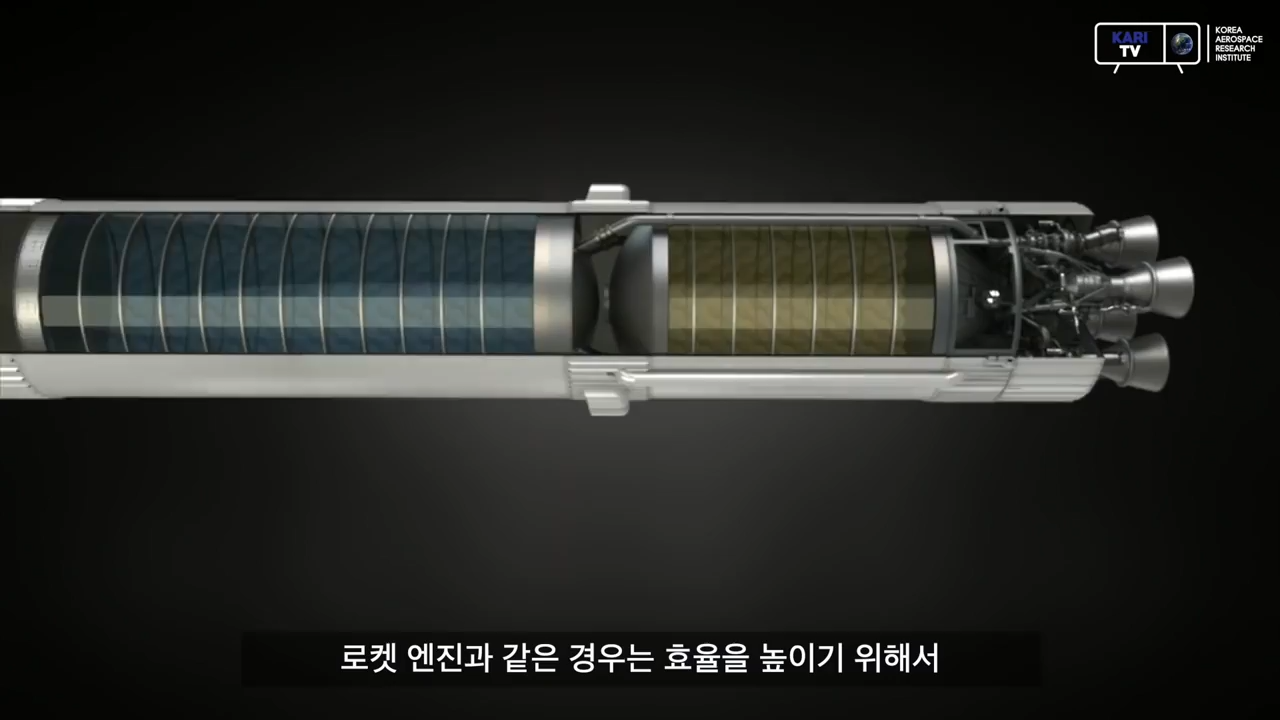 KARI
TV
KOREA
AEROSPACE
RESEARCH
INSTITUTE
로켓 엔진과 같은 경우는 효율을 높이기 위해서